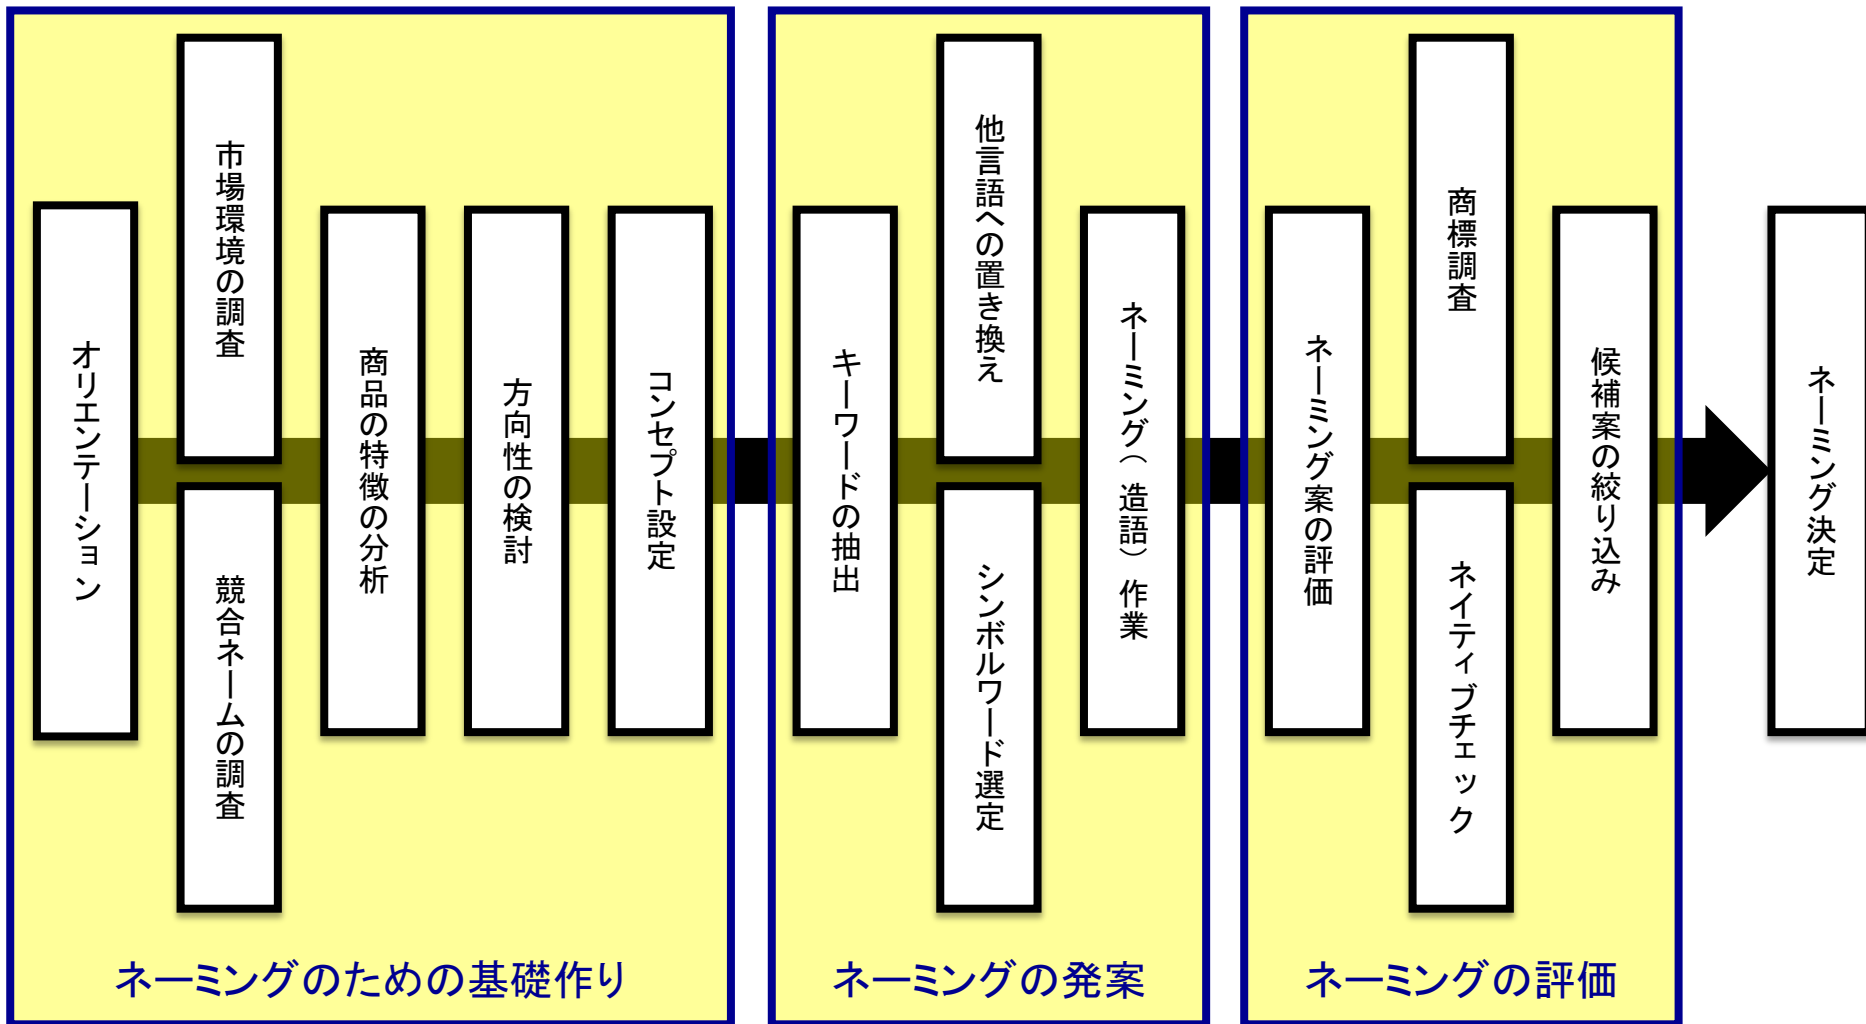 オリエンテーション
市場環境の調査
競合ネームの調査
商品の特徴の分析
方向性の検討
コンセプト設定
ネーミングのための基礎作り
キーワードの抽出
他言語への置き換え
シンボルワード選定
ネーミング（造語）作業
ネーミングの発案
ネーミング案の評価
商標調査
ネイティブチェック
候補案の絞り込み
ネーミングの評価
ネーミング決定